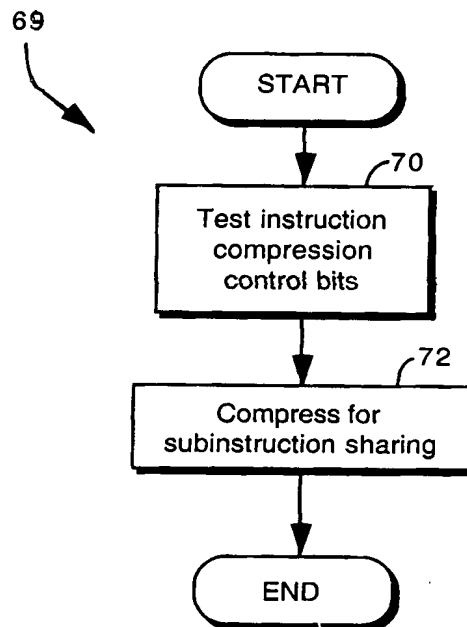 69
START
70
Test instruction
compression
control bits
72
Compress for
subinstruction sharing
END